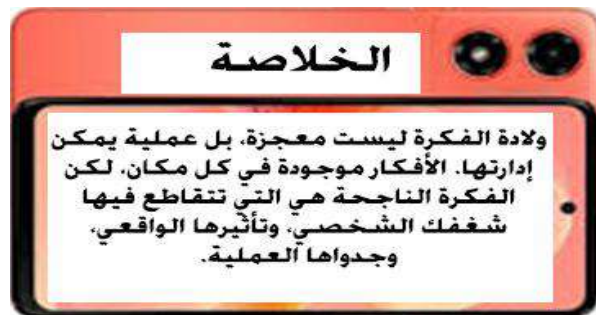 الخلاصة
ولادة الفكرة ليست معجزة، بل عملية يمكن
إدارتها. الأفكار موجودة في كل مكان، لكن
الفكرة الناجحة هي التي تتقاطع فيها
شغفك الشخصي، وتأثيرها الواقعي،
وجدواها العملية.